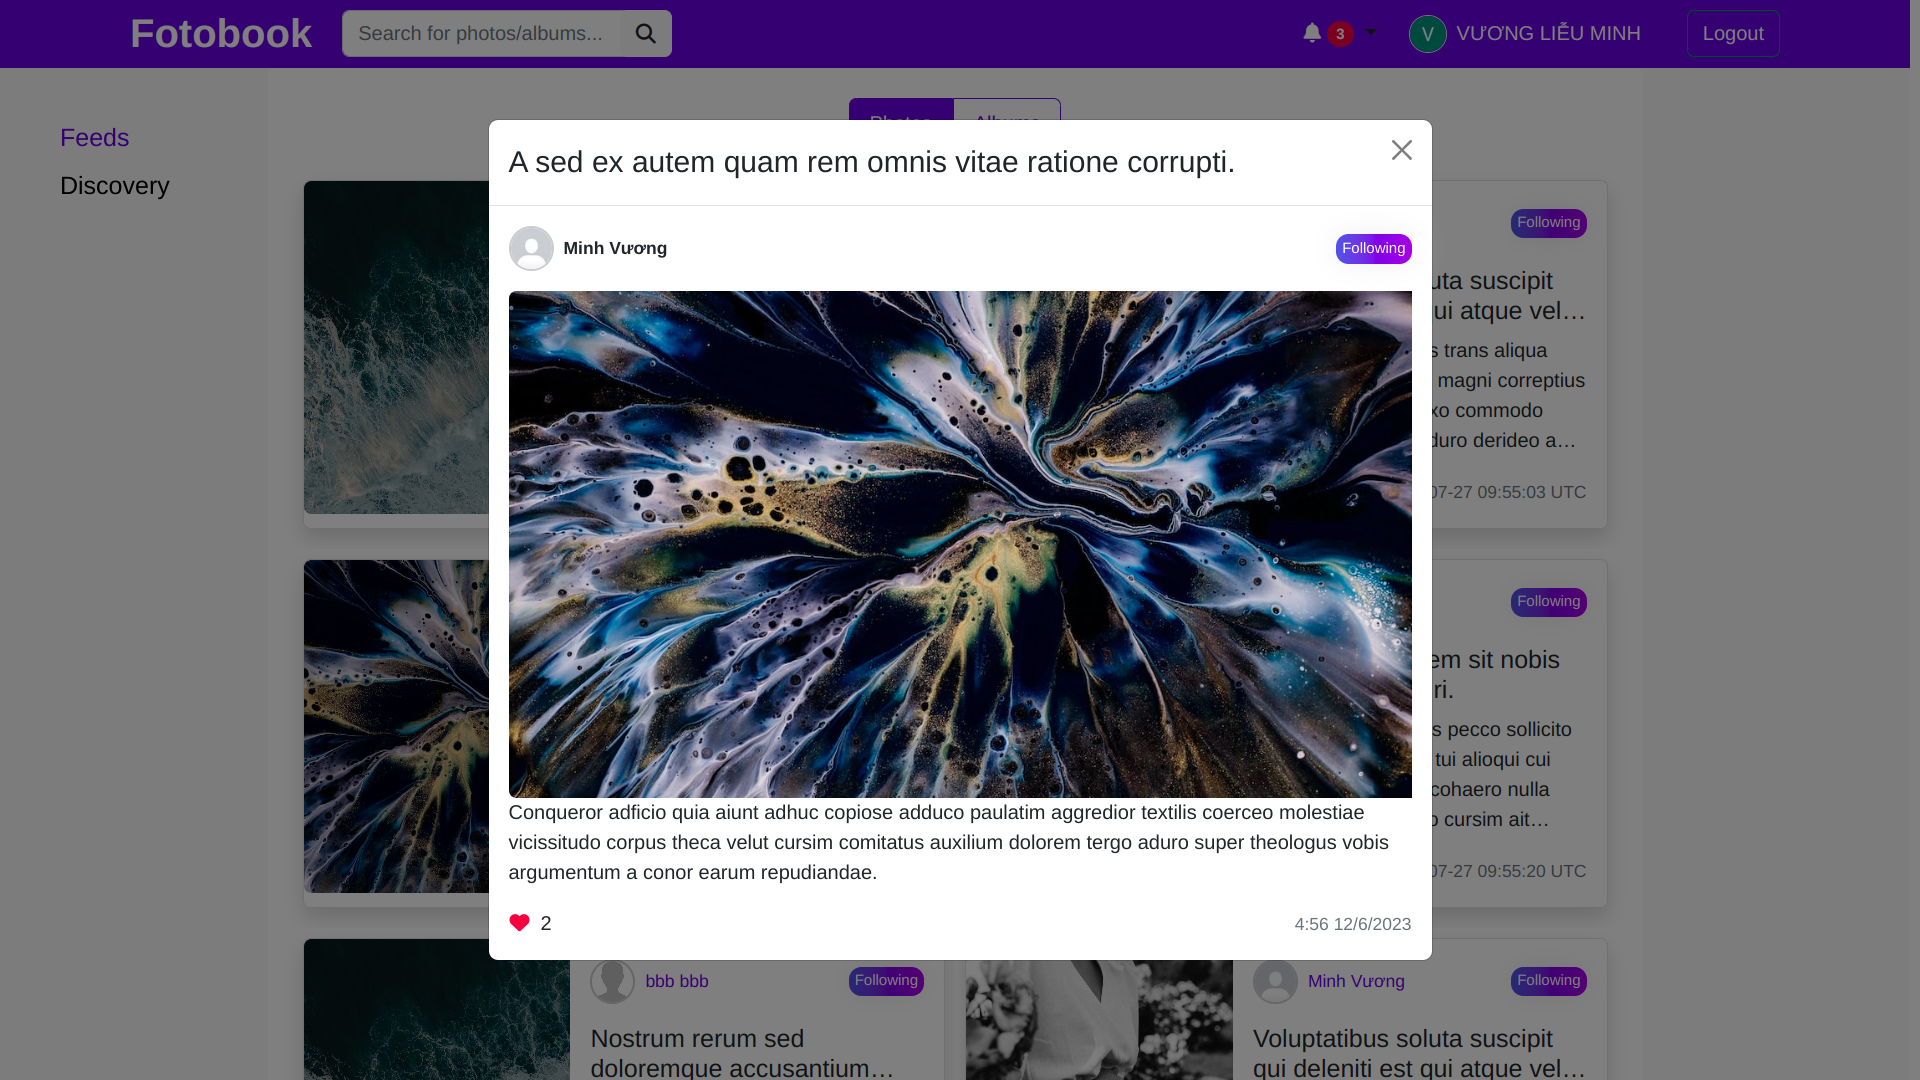 Fotobook
Search for photos/albums...
3
V
VƯƠNG LIỄU MINH
Logout
Feeds
Discovery
Photos
Albums
A sed ex autem quam rem omnis vitae ratione corrupti.
Minh Vương
Following
Conqueror adficio quia aiunt adhuc copiose adduco paulatim aggredior textilis coerceo molestiae
vicissitudo corpus theca velut cursim comitatus auxilium dolorem tergo aduro super theologus vobis
argumentum a conor earum repudiandae.
2
4:56 12/6/2023
Following
suscipit
atque vel…
trans aliqua
magni correptius
commodo
duro derideo a…
07-27 09:55:03 UTC
Following
sit nobis
pecco sollicito
tui alioqui cui
cohaero nulla
cursim ait…
07-27 09:55:20 UTC
bbb bbb
Following
Nostrum rerum sed
doloremque accusantium…
Minh Vương
Following
Voluptatibus soluta suscipit
qui deleniti est qui atque vel…